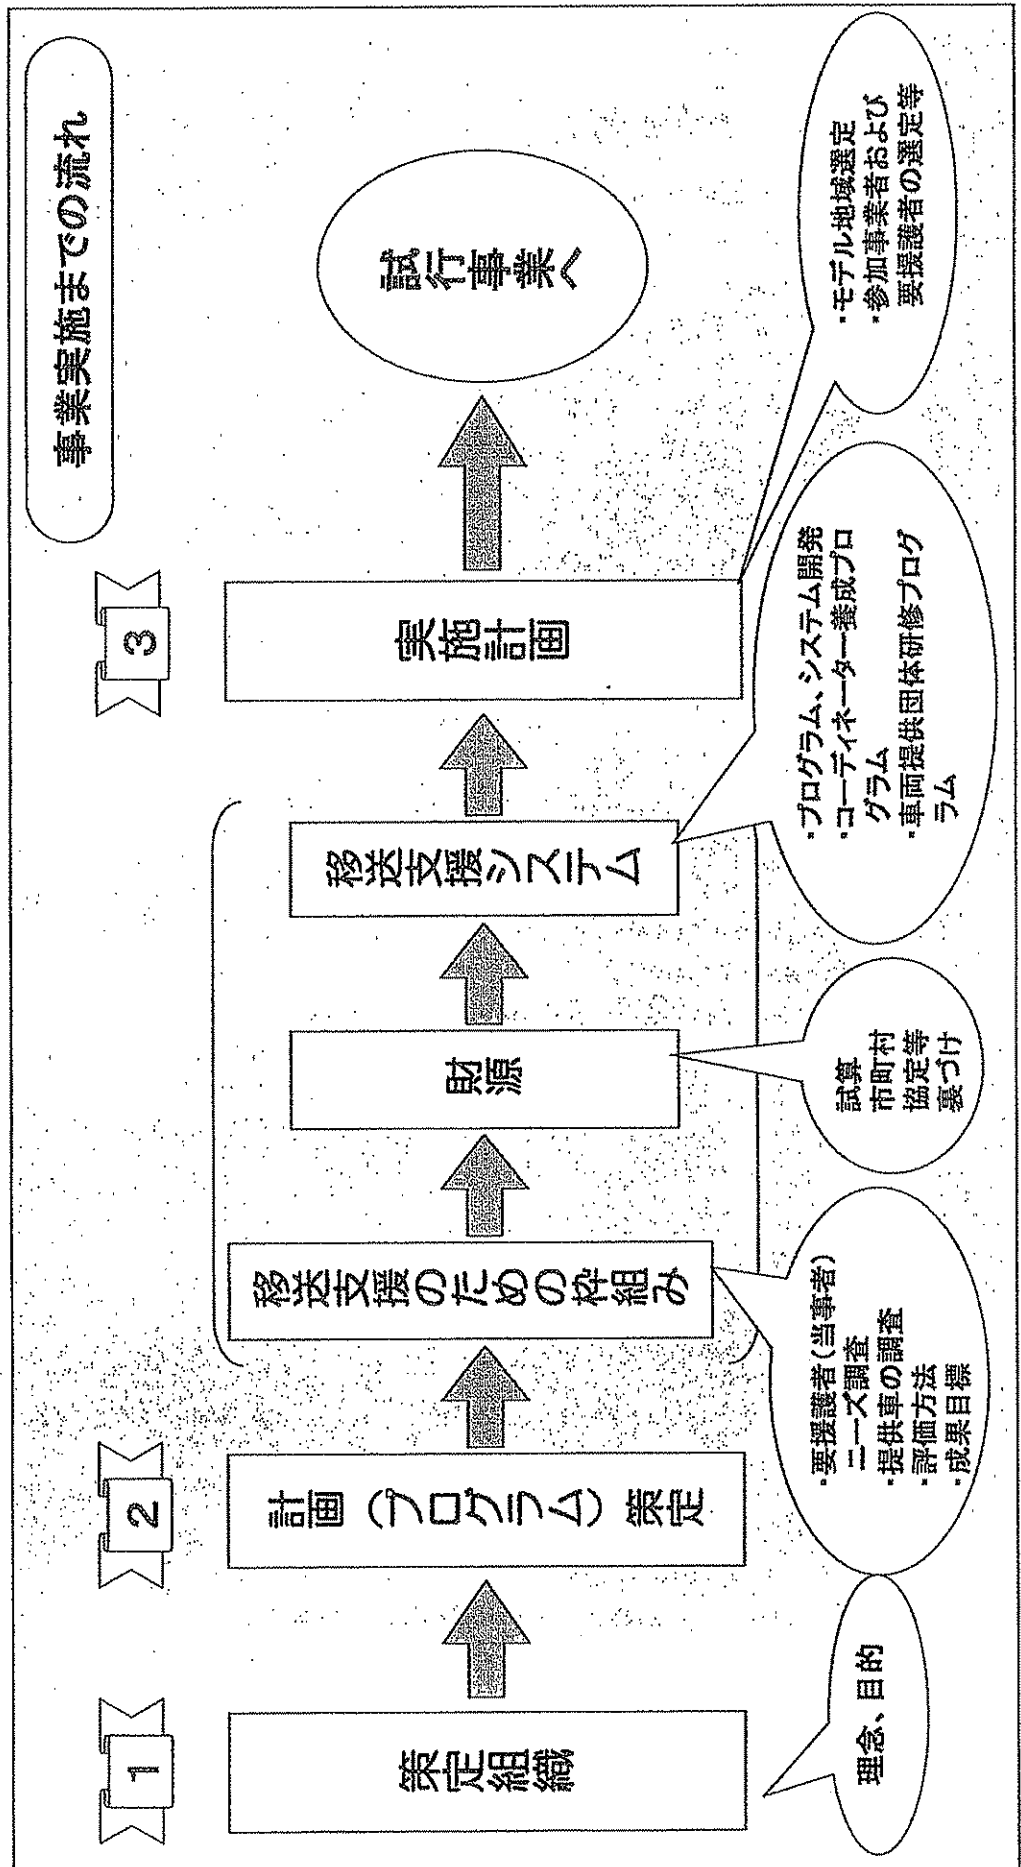 事業実施までの流れ
1
策定組織
理念、目的
2
計画（プログラム）策定
移送支援のための枠組み
・要援護者（当事者）
ニーズ調査
・提供車の調査
・評価方法
・成果目標
財源
試算
市町村
協定等
裏づけ
移送支援システム
・プログラム、システム開発
・コーディネーター養成プロ
グラム
・車両提供団体研修プログ
ラム
3
実施計画
・モデル地域選定
・参加事業者および
要援護者の選定等
試行事業へ